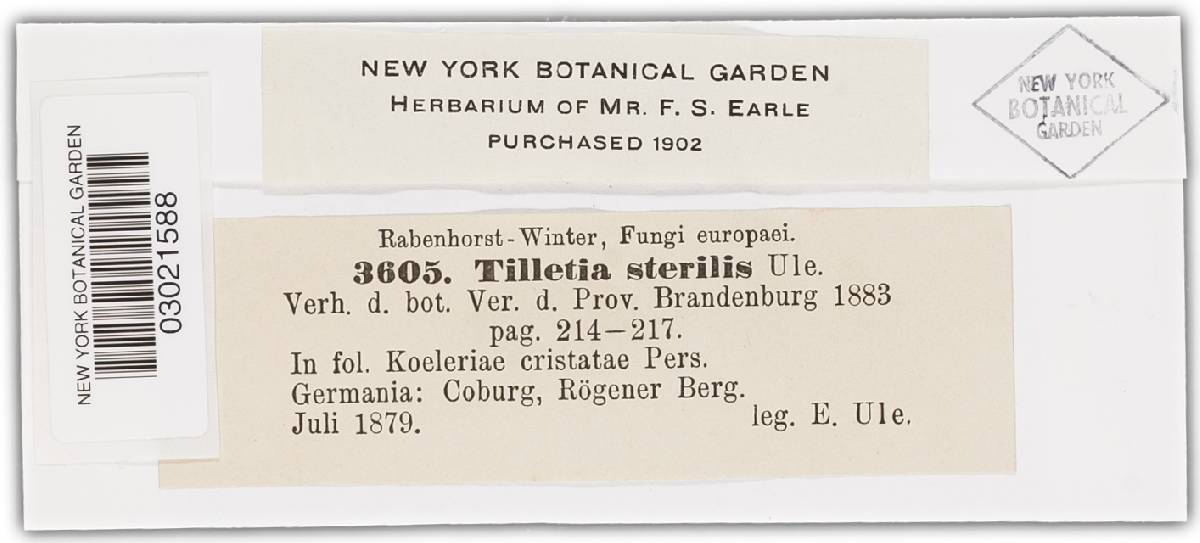 NEW YORK BOTANICAL GARDEN
HERBARIUM OF MR. F. S. EARLE
PURCHASED 1902
NEW YORK
BOTANICAL
GARDEN
NEW YORK BOTANICAL GARDEN
03021588
Rabenhorst-Winter, Fungi europaei.
3605. Tilletia sterilis Ule.
Verh. d. bot. Ver. d. Prov. Brandenburg 1883
pag. 214—217.
In fol. Koeleriae cristatae Pers.
Germania: Coburg, Rögener Berg.
Juli 1879. leg. E. Ule.